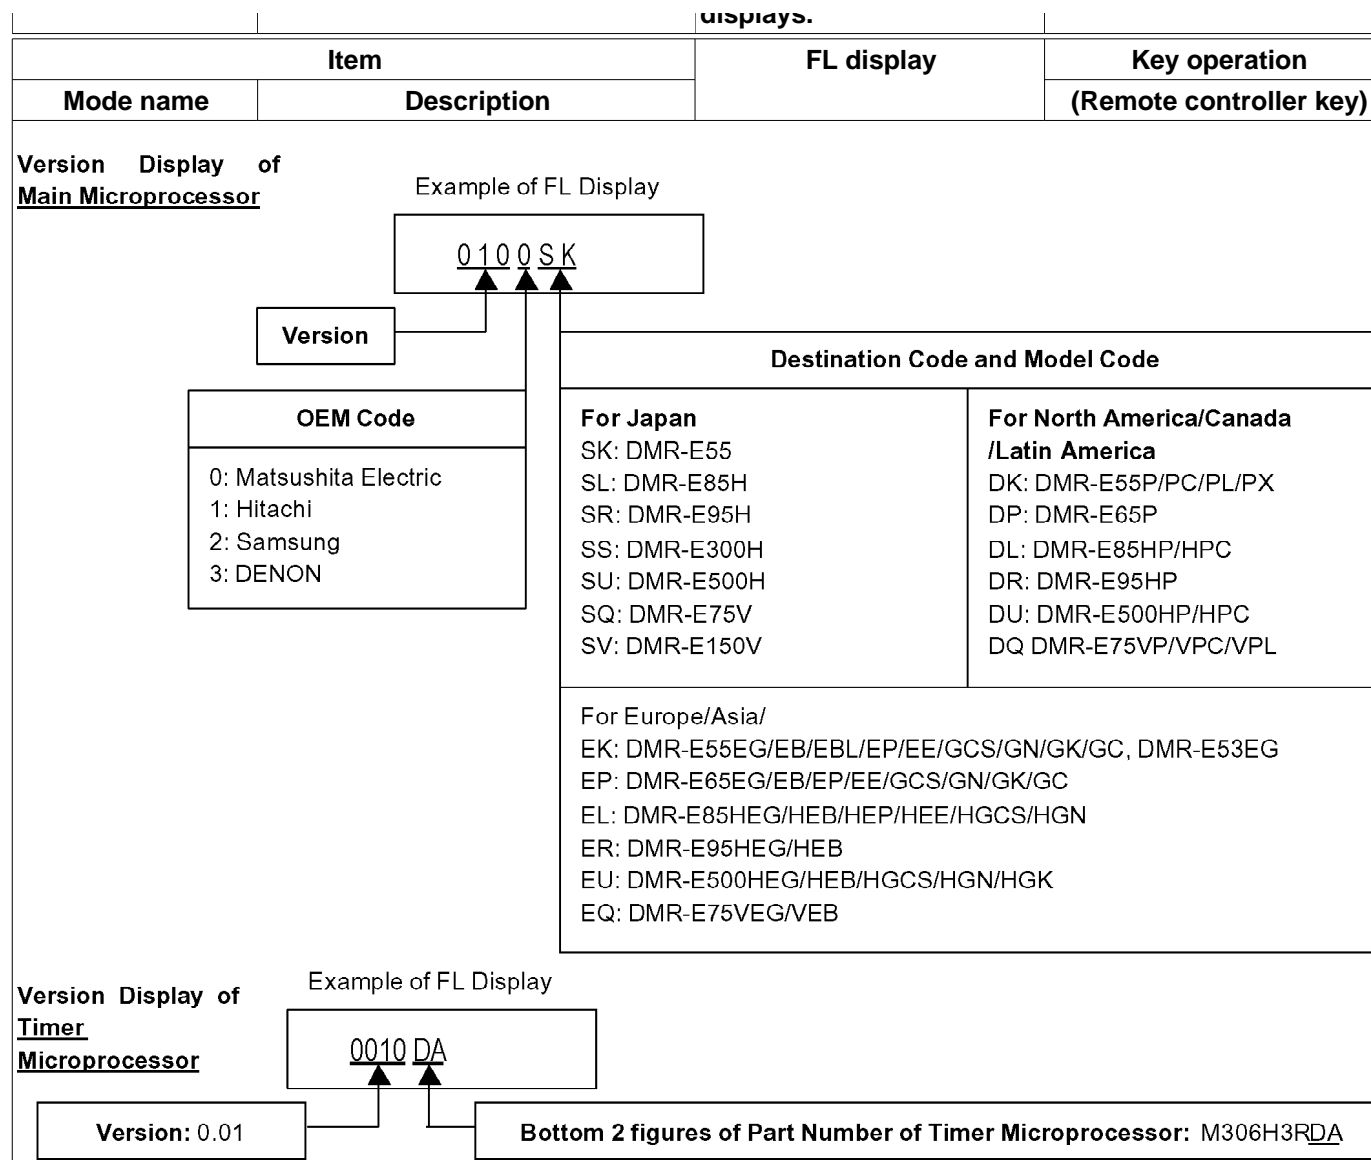 displays.
Item FL display Key operation
Mode name Description (Remote controller key)
Version Display of
Main Microprocessor
Example of FL Display
0 1 0 0 S K
Version
Destination Code and Model Code
OEM Code
0: Matsushita Electric
1: Hitachi
2: Samsung
3: DENON
For Japan
SK: DMR-E55
SL: DMR-E85H
SR: DMR-E95H
SS: DMR-E300H
SU: DMR-E500H
SQ: DMR-E75V
SV: DMR-E150V
For North America/Canada
/Latin America
DK: DMR-E55P/PC/PL/PX
DP: DMR-E65P
DL: DMR-E85HP/HPC
DR: DMR-E95HP
DU: DMR-E500HP/HPC
DQ DMR-E75VP/VPC/VPL
For Europe/Asia/
EK: DMR-E55EG/EB/EBL/EP/EE/GCS/GN/GK/GC, DMR-E53EG
EP: DMR-E65EG/EB/EP/EE/GCS/GN/GK/GC
EL: DMR-E85HEG/HEB/HEP/HEE/HGCS/HGN
ER: DMR-E95HEG/HEB
EU: DMR-E500HEG/HEB/HGCS/HGN/HGK
EQ: DMR-E75VEG/VEB
Version Display of
Timer
Microprocessor
Example of FL Display
0010 DA
Version: 0.01
Bottom 2 figures of Part Number of Timer Microprocessor: M306H3RDA